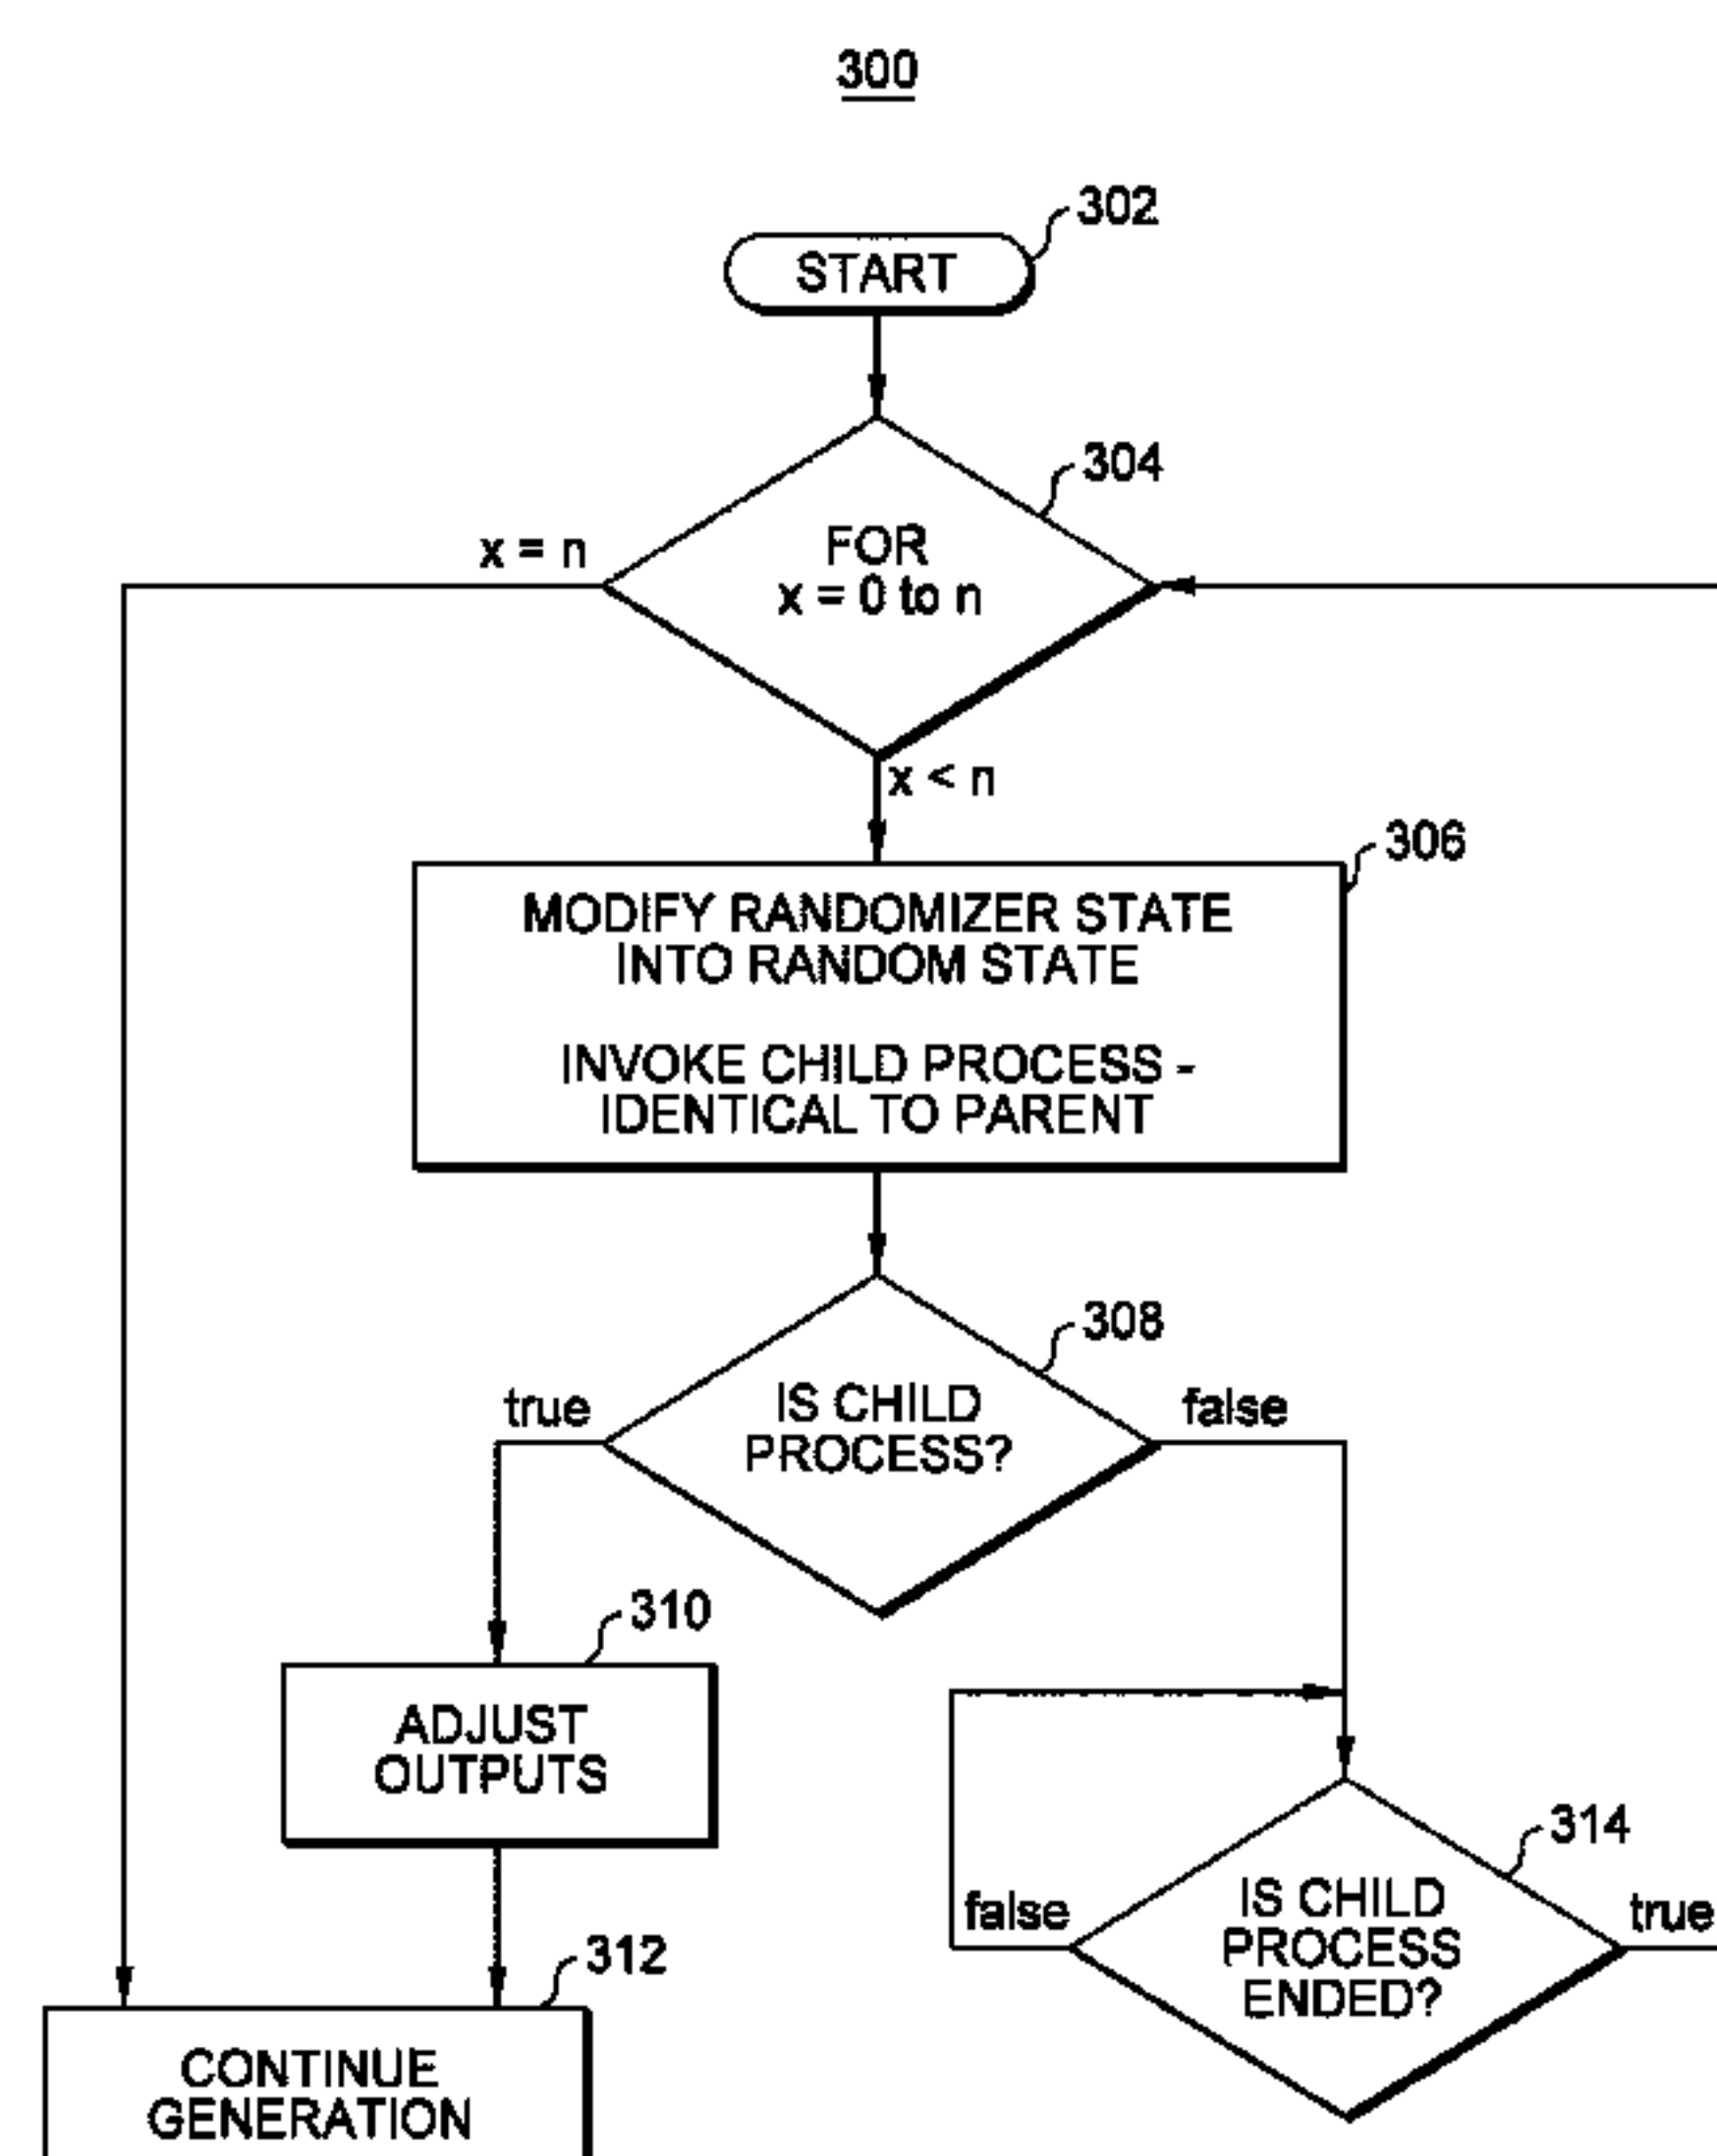 300
302
START
304
x = n
FOR
x = 0 to n
x < n
306
MODIFY RANDOMIZER STATE
INTO RANDOM STATE
INVOKE CHILD PROCESS -
IDENTICAL TO PARENT
308
true
IS CHILD
PROCESS?
false
310
ADJUST
OUTPUTS
314
false
IS CHILD
PROCESS
ENDED?
true
312
CONTINUE
GENERATION